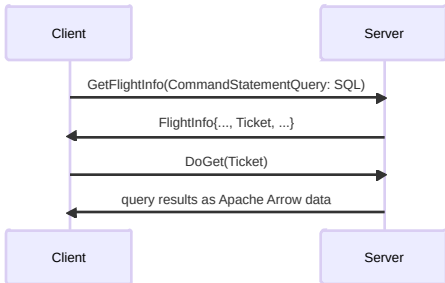 Client
Server
GetFlightInfo(CommandStatementQuery: SQL)
FlightInfo{..., Ticket, ...}
DoGet(Ticket)
query results as Apache Arrow data
Client
Server